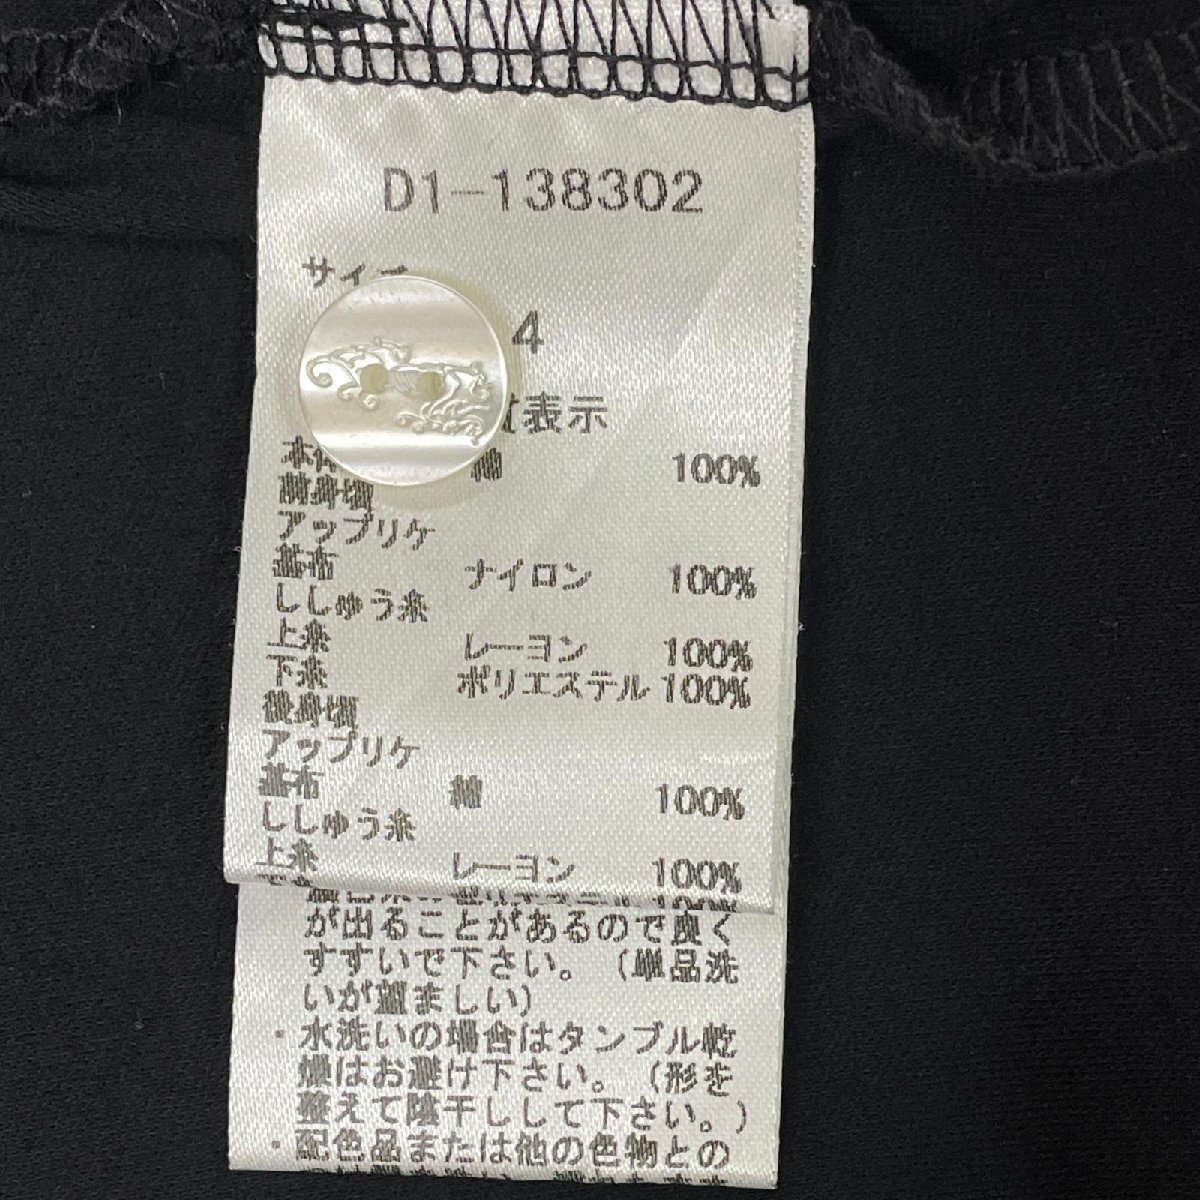 D1-138302
サイズ
4
表示
本体 綿 100%
前身頃
アップリケ
基布 ナイロン 100%
ししゅう糸
上糸 レーヨン 100%
下糸 ポリエステル 100%
後身頃
アップリケ
基布 綿 100%
ししゅう糸
上糸 レーヨン 100%
が出ることがあるので良く
すすいで下さい。(単品洗
いが望ましい)
・水洗いの場合はタンブル乾
燥はお避け下さい。(形を
整えて陰干しして下さい。)
・配色品または他の色物との